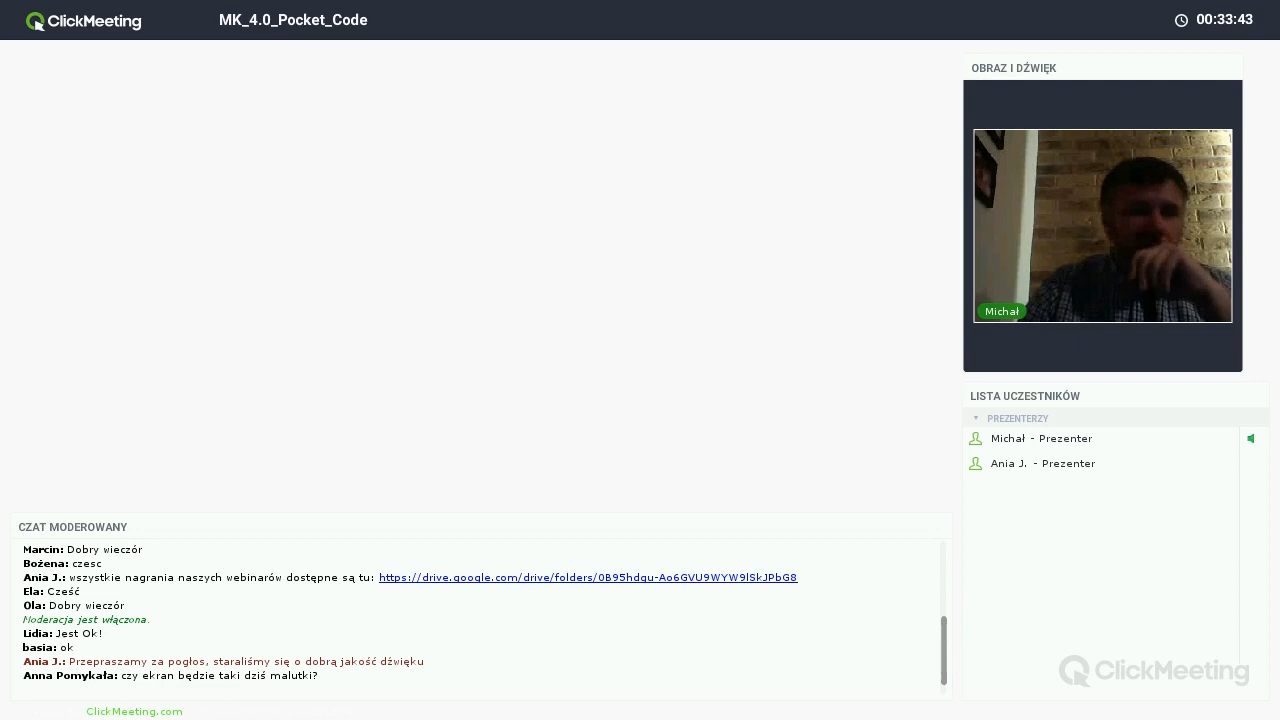 ClickMeeting
MK_4.0_Pocket_Code
00:33:43
OBRAZ I DŹWIĘK
Michał
LISTA UCZESTNIKÓW
PREZENTERZY
Michał - Prezenter
Ania J. - Prezenter
CZAT MODEROWANY
Marcin: Dobry wieczór
Bożena: czesc
Ania J.: wszystkie nagrania naszych webinarów dostępne są tu: https://drive.google.com/drive/folders/0B95hdqu-Ao6GVU9WYW9lSkJPbG8
Ela: Cześć
Ola: Dobry wieczór
Moderacja jest włączona.
Lidia: Jest Ok!
basia: ok
Ania J.: Przepraszamy za pogłos, staraliśmy się o dobrą jakość dźwięku
Anna Pomykała: czy ekran będzie taki dziś malutki?
ClickMeeting
ClickMeeting.com